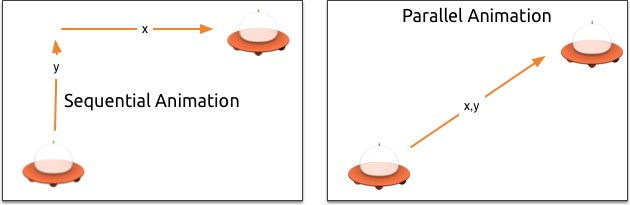 x
y
Sequential Animation
Parallel Animation
x,y